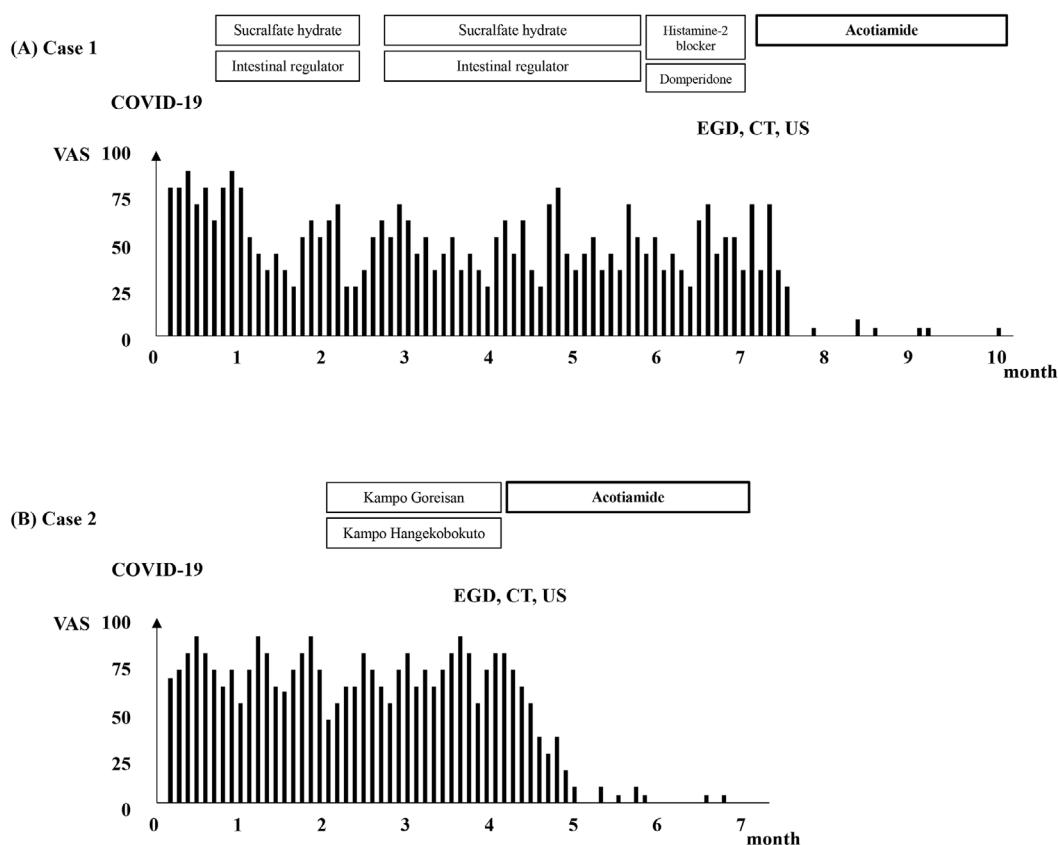 (A) Case 1
Sucralfate hydrate
Sucralfate hydrate
Histamine-2
blocker
Acotiamide
Intestinal regulator
Intestinal regulator
Domperidone
COVID-19
EGD, CT, US
VAS 100
75
50
25
0
0 1 2 3 4 5 6 7 8 9 10
month
(B) Case 2
Kampo Goreisan
Acotiamide
Kampo Hangekobokuto
COVID-19
EGD, CT, US
VAS 100
75
50
25
0
0 1 2 3 4 5 6 7
month